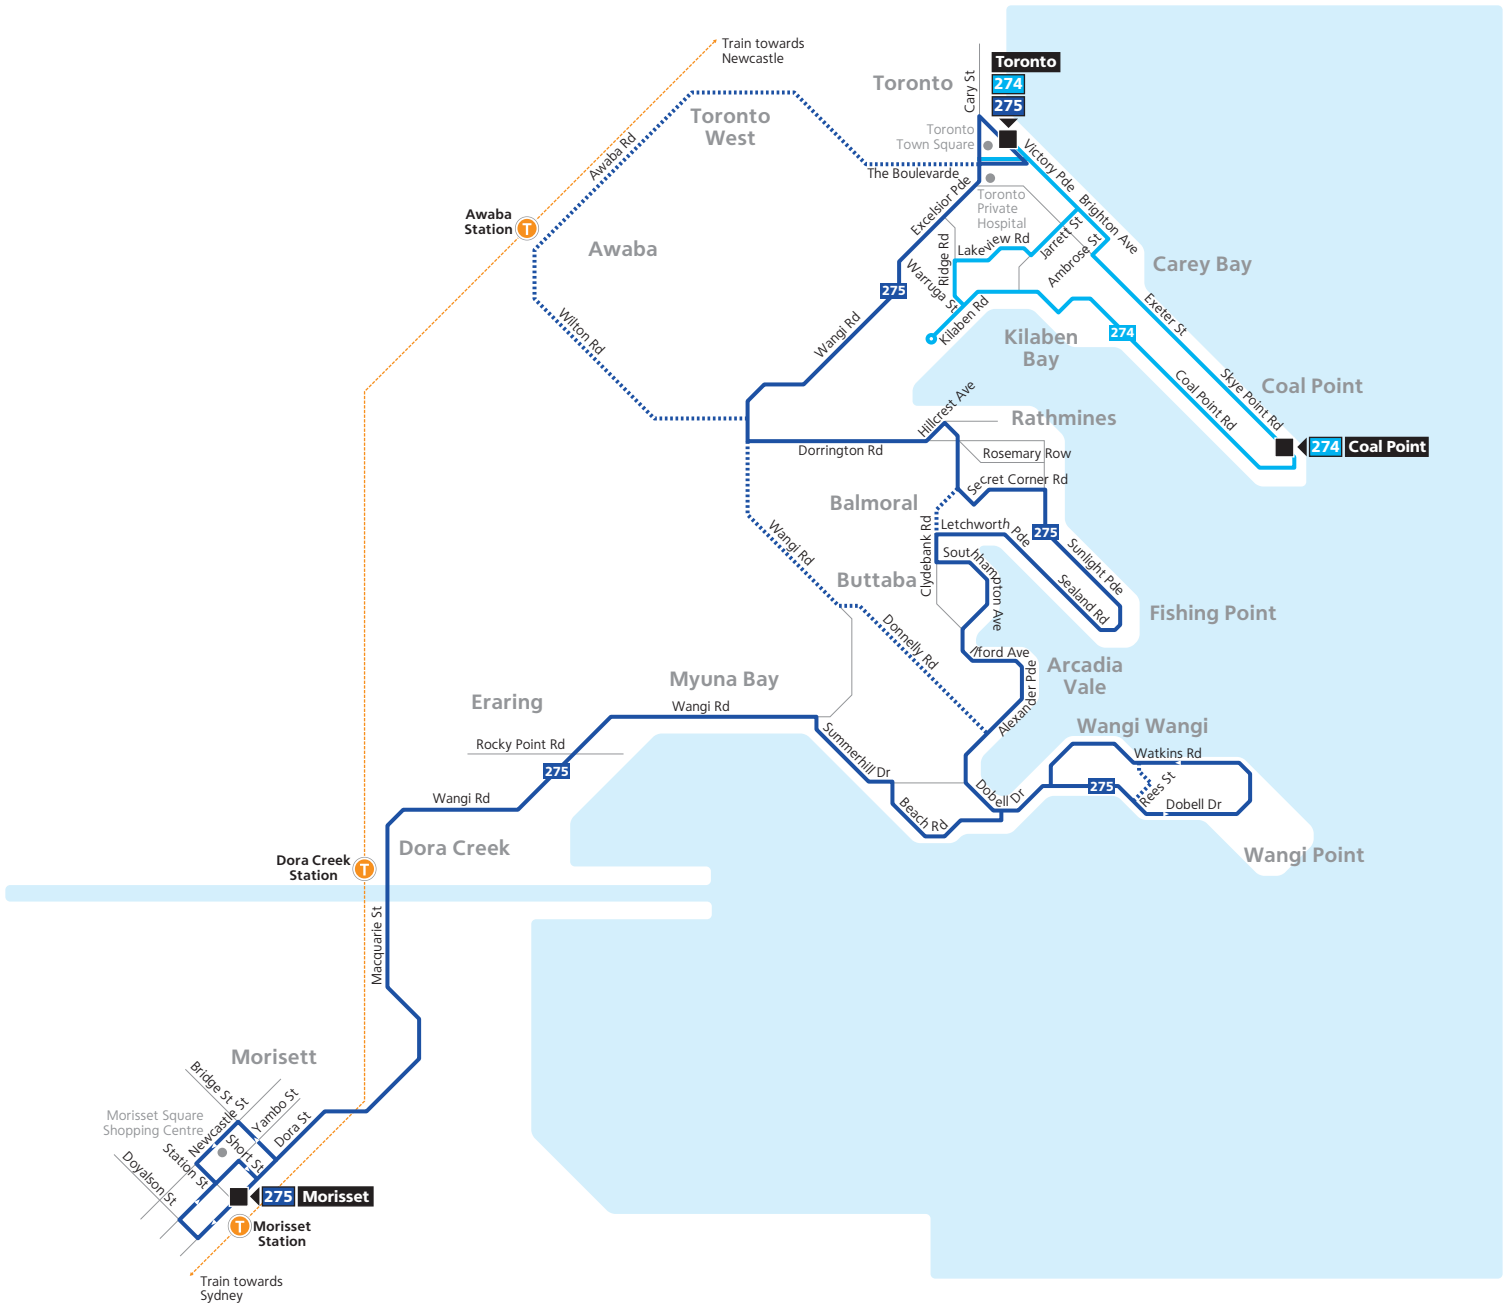 Train towards
Newcastle
Toronto
274
275
Toronto
Cary St
Toronto
West
Toronto
Town Square
Awaba Rd
The Boulevarde
Victory Pde
Toronto
Private
Hospital
Excelsior Pde
Brighton Ave
Awaba
Station
T
Awaba
Ridge Rd
Lakeview Rd
Jarrett St
Ambrose St
Carey Bay
Warruga St
275
Kilaben Rd
Exeter St
Wilton Rd
Wangi Rd
Kilaben
Bay
274
Coal Point
Coal Point Rd
Skye Point Rd
Hillcrest Ave
Rathmines
274
Coal Point
Dorrington Rd
Rosemary Row
Secret Corner Rd
Balmoral
Clydebank Rd
Letchworth Pde
275
Wangi Rd
Southhampton Ave
Sunlight Pde
Buttaba
Sealand Rd
Fishing Point
Donnelly Rd
Ilford Ave
Arcadia
Vale
Alexander Pde
Myuna Bay
Eraring
Wangi Rd
Wangi Wangi
Rocky Point Rd
Summerhill Dr
Watkins Rd
275
275
Rees St
Dobell Dr
Dobell Dr
Wangi Rd
Beach Rd
Dora Creek
Wangi Point
Dora Creek
Station
T
Macquarie St
Morisett
Bridge St
Newcastle St
Yambo St
Morisset Square
Shopping Centre
Dora St
Short St
Station St
Doyalson St
275
Morisset
T
Morisset
Station
Train towards
Sydney